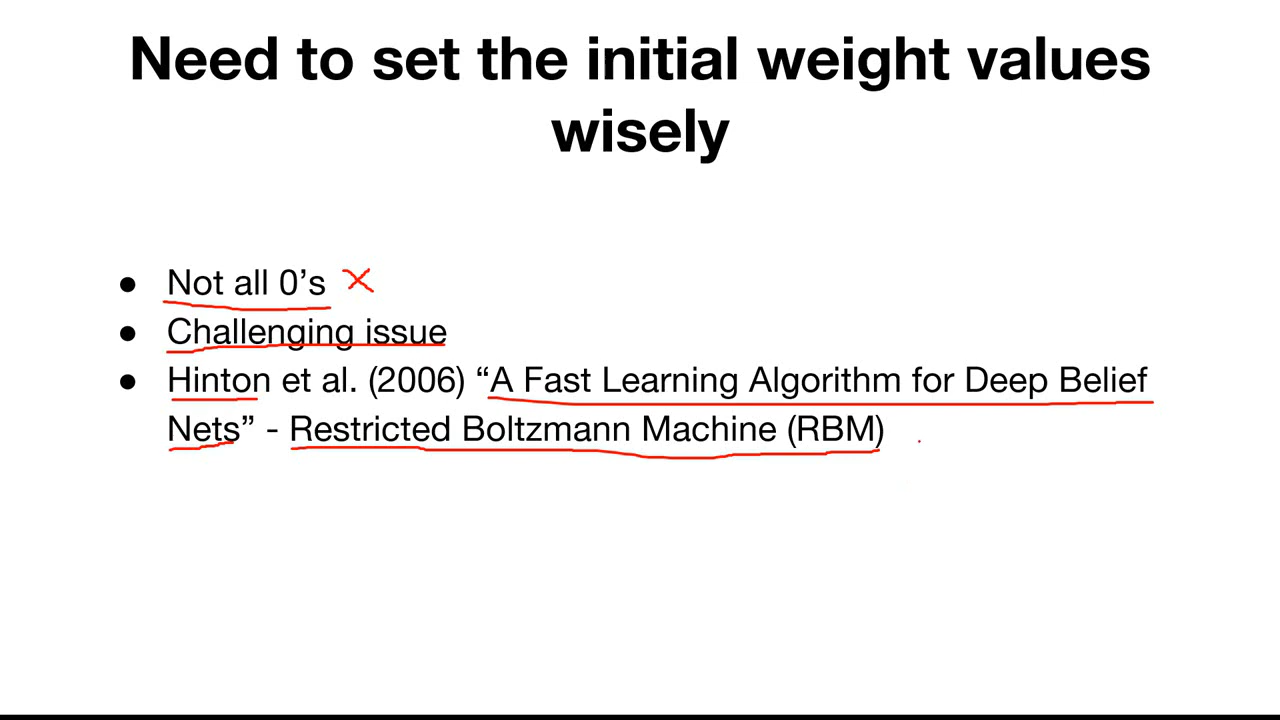 Need to set the initial weight values
wisely
● Not all 0’s
● Challenging issue
● Hinton et al. (2006) “A Fast Learning Algorithm for Deep Belief
Nets” - Restricted Boltzmann Machine (RBM)